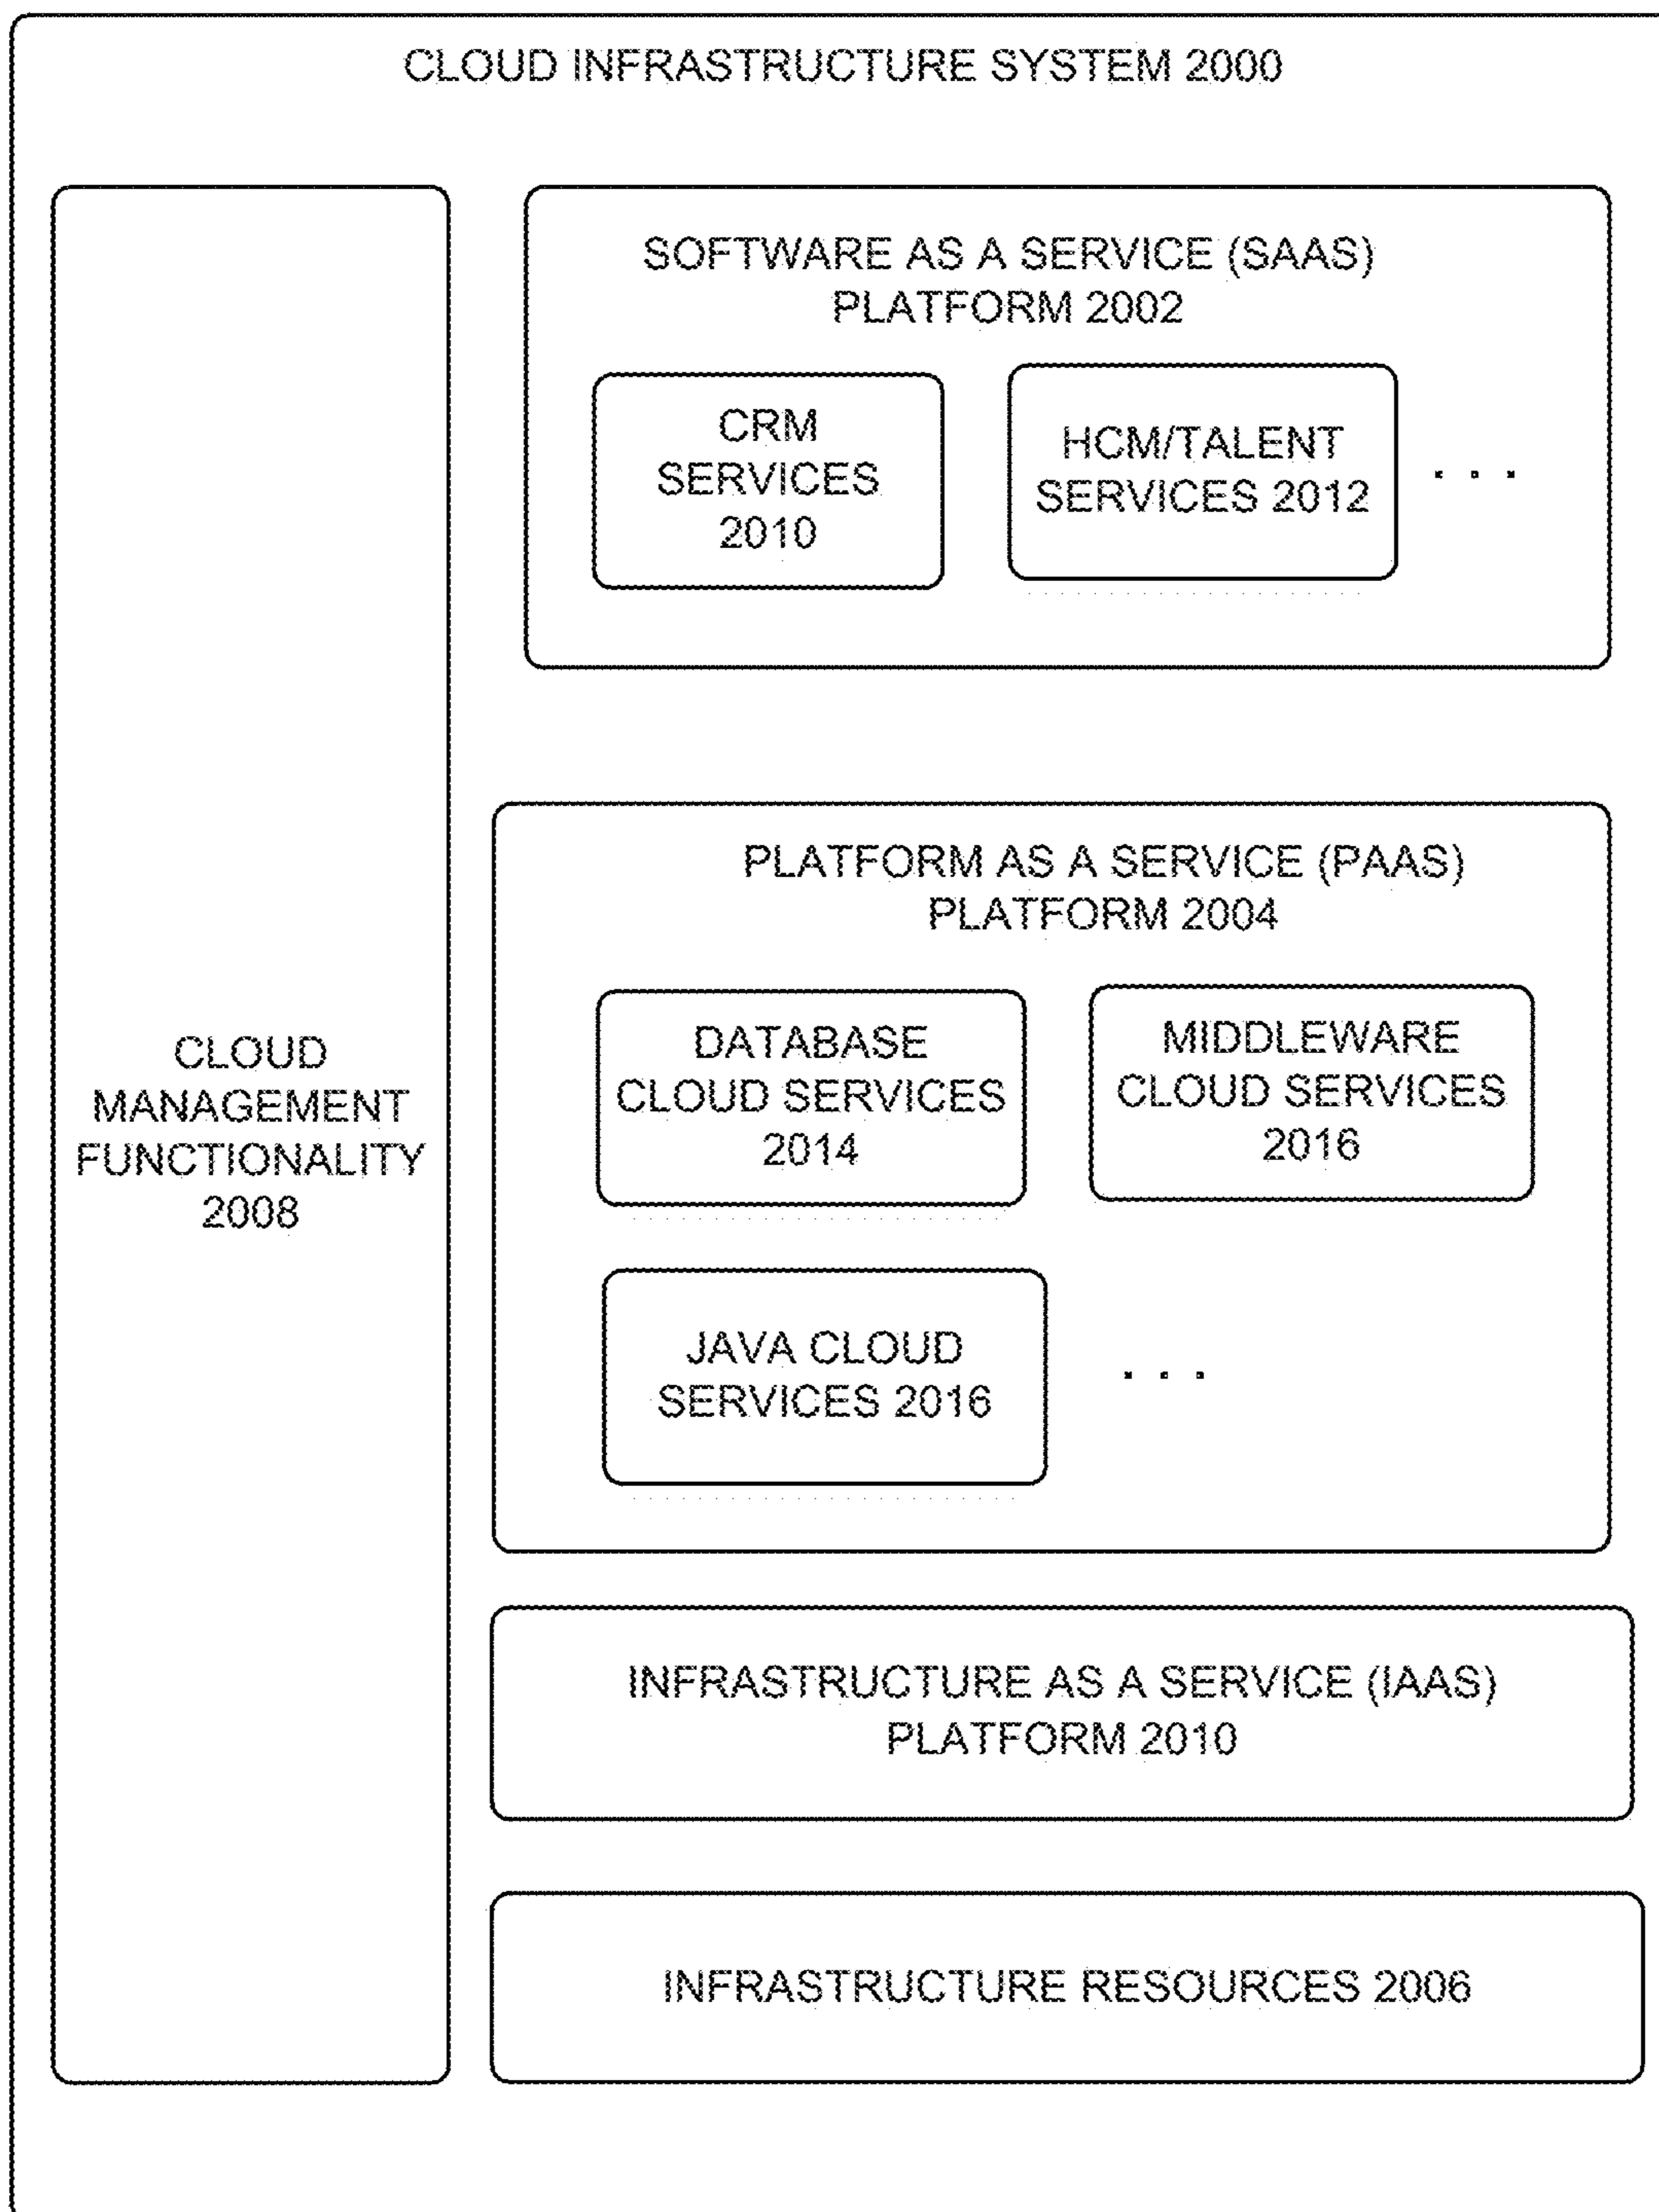 CLOUD INFRASTRUCTURE SYSTEM 2000
SOFTWARE AS A SERVICE (SAAS)
PLATFORM 2002
CRM
SERVICES
2010
HCM/TALENT
SERVICES 2012
. . .
CLOUD
MANAGEMENT
FUNCTIONALITY
2008
PLATFORM AS A SERVICE (PAAS)
PLATFORM 2004
DATABASE
CLOUD SERVICES
2014
MIDDLEWARE
CLOUD SERVICES
2016
JAVA CLOUD
SERVICES 2016
. . .
INFRASTRUCTURE AS A SERVICE (IAAS)
PLATFORM 2010
INFRASTRUCTURE RESOURCES 2006